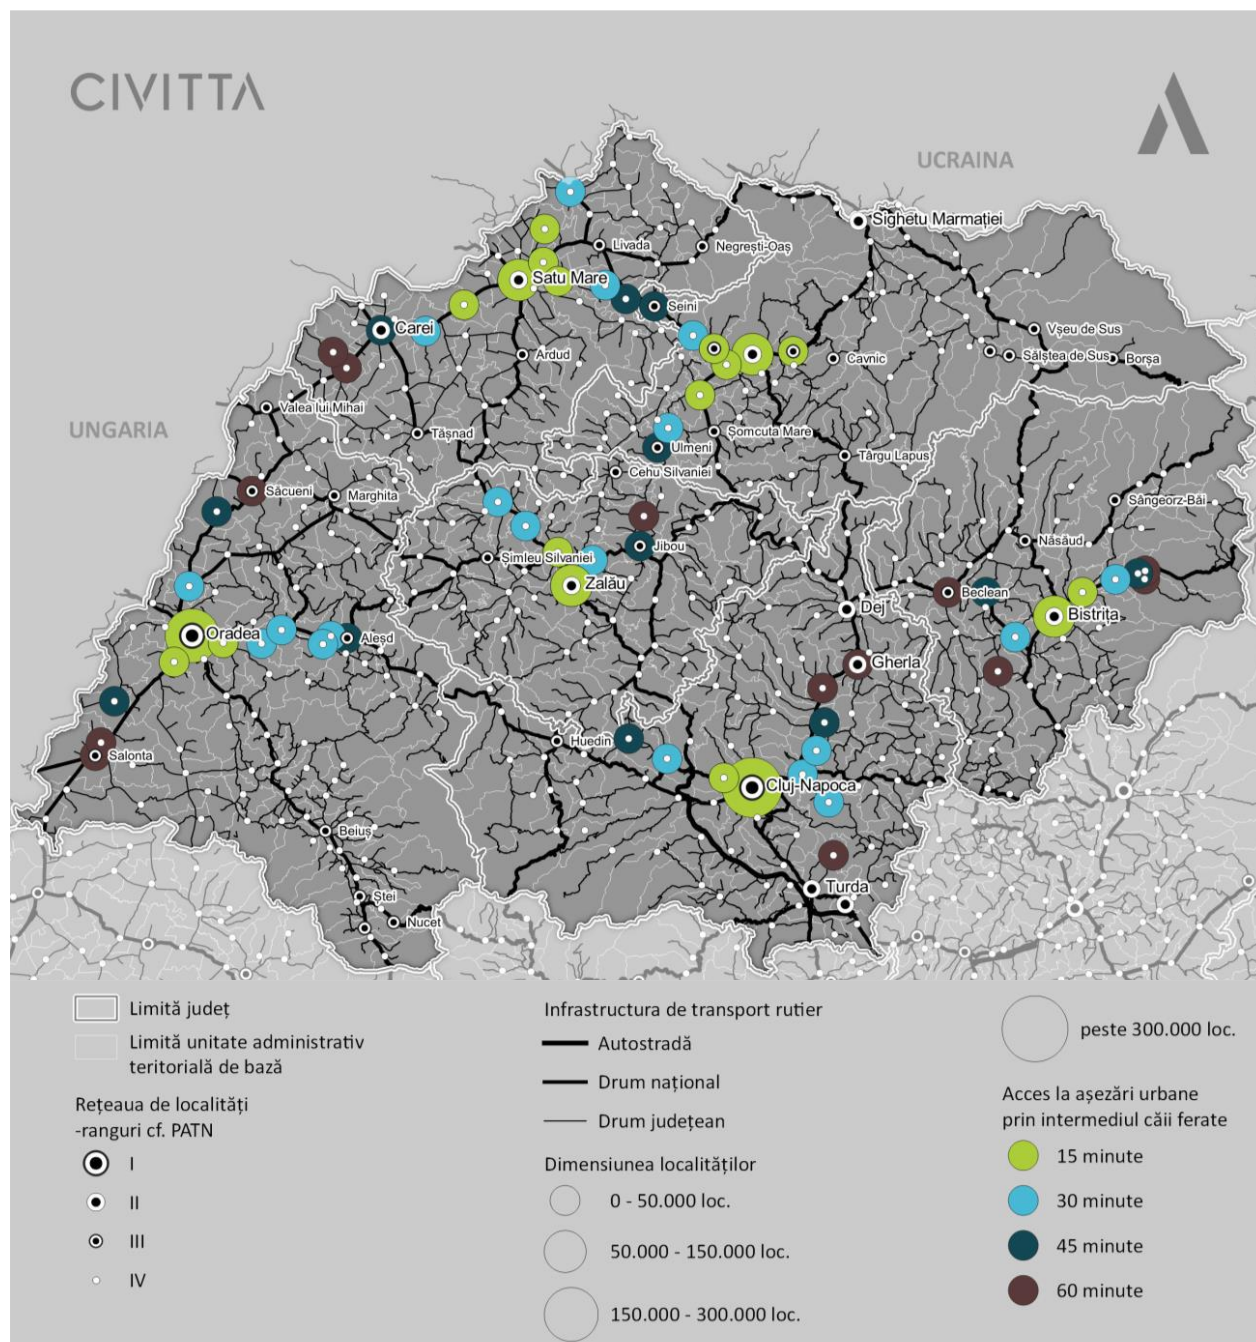 CIVITTA
UCRAINA
Sighetu Marmației
Livada
Negrești-Oaș
Satu Mare
Seini
Carei
Vșeu de Sus
Ardud
Cavnic
Sălștea de Sus
Borșa
Valea lui Mihai
UNGARIA
Tășnad
Șomcuta Mare
Ulmeni
Târgu Lapus
Cehu Silvaniei
Săcueni
Marghita
Sângeorz-Băi
Năsăud
Jibou
Șimleu Silvaniei
Zalău
Beclean
Dej
Bistrița
Oradea
Aleșd
Gherla
Huedin
Salonta
Cluj-Napoca
Beiuș
Turda
Ștei
Nucet
Limită județ
Limită unitate administrativ
teritorială de bază
Rețeaua de localități
-ranguri cf. PATN
I
II
III
IV
Infrastructura de transport rutier
Autostradă
Drum național
Drum județean
Dimensiunea localităților
0 - 50.000 loc.
50.000 - 150.000 loc.
150.000 - 300.000 loc.
peste 300.000 loc.
Acces la așezări urbane
prin intermediul căii ferate
15 minute
30 minute
45 minute
60 minute